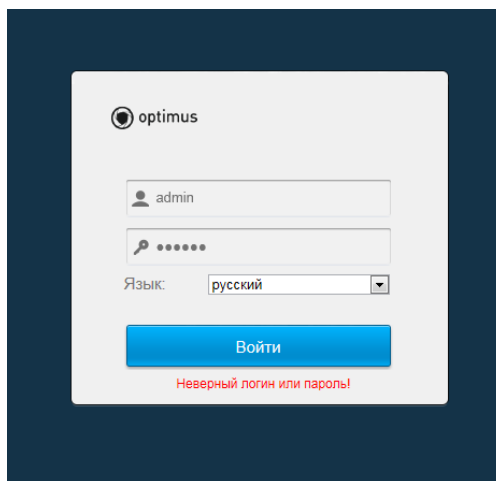 optimus
admin
••••••
Язык: русский
Войти
Неверный логин или пароль!